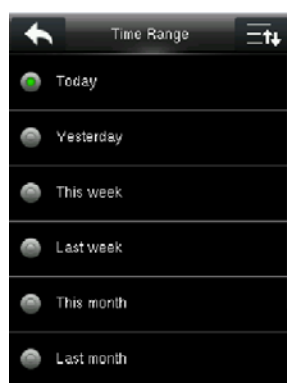 Time Range
Today
Yesterday
This week
Last week
This month
Last month